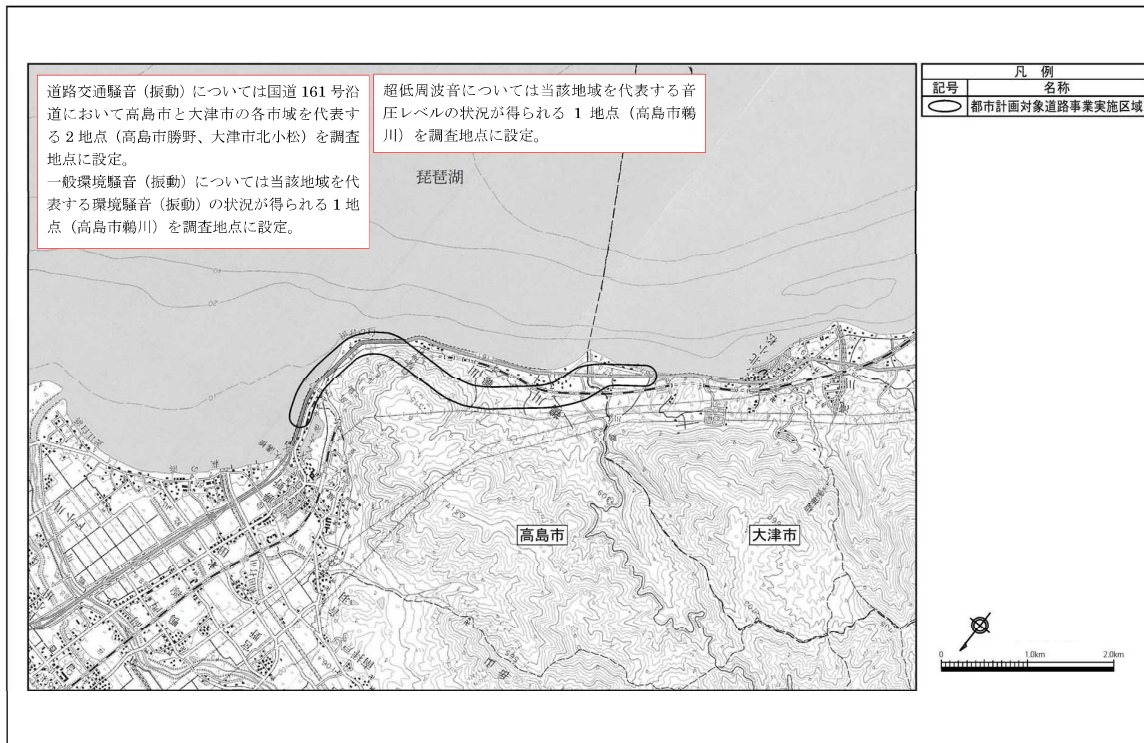 道路交通騒音（振動）については国道 161 号沿
道において高島市と大津市の各市域を代表す
る 2 地点（高島市勝野、大津市北小松）を調査
地点に設定。
一般環境騒音（振動）については当該地域を代
表する環境騒音（振動）の状況が得られる 1 地
点（高島市鵜川）を調査地点に設定。
超低周波音については当該地域を代表する音
圧レベルの状況が得られる 1 地点（高島市鵜
川）を調査地点に設定。
琵琶湖
高島市
大津市
凡 例
記号 名称
都市計画対象道路事業実施区域
0 1.0km 2.0km